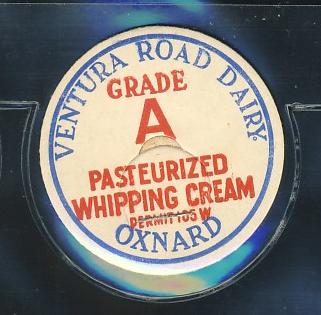 VENTURA ROAD DAIRY.
GRADE
A
PASTEURIZED
WHIPPING CREAM
PERMIT 105 W
OXNARD